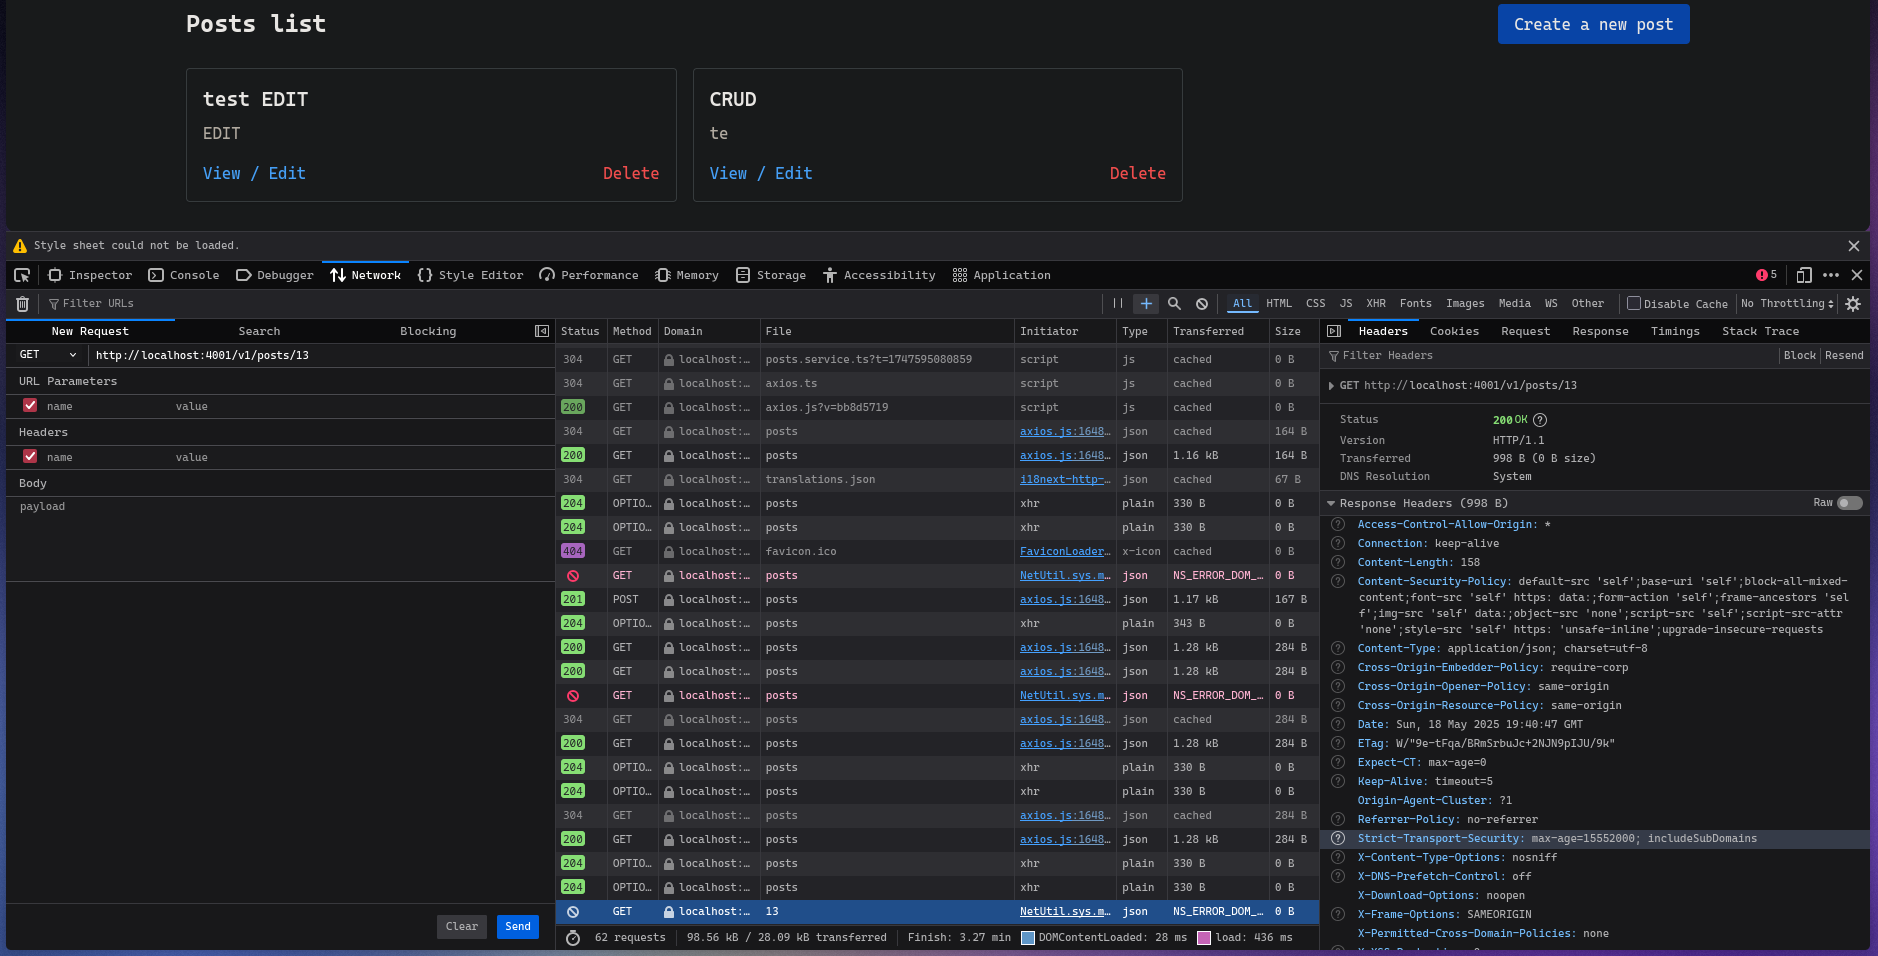 Posts list
Create a new post
test EDIT
EDIT
View / Edit
Delete
CRUD
te
View / Edit
Delete
Style sheet could not be loaded.
Inspector Console Debugger Network Style Editor Performance Memory Storage Accessibility Application 5
Filter URLs
All HTML CSS JS XHR Fonts Images Media WS Other Disable Cache No Throttling
New Request Search Blocking
GET http://localhost:4001/v1/posts/13
URL Parameters
name value
Headers
name value
Body
payload
Clear Send
Status Method Domain File Initiator Type Transferred Size
304 GET localhost:… posts.service.ts?t=1747595080859 script js cached 0 B
304 GET localhost:… axios.ts script js cached 0 B
200 GET localhost:… axios.js?v=bb8d5719 script js cached 0 B
304 GET localhost:… posts axios.js:1648… json cached 164 B
200 GET localhost:… posts axios.js:1648… json 1.16 kB 164 B
304 GET localhost:… translations.json i18next-http-… json cached 67 B
204 OPTIO… localhost:… posts xhr plain 330 B 0 B
204 OPTIO… localhost:… posts xhr plain 330 B 0 B
404 GET localhost:… favicon.ico FaviconLoader… x-icon cached 0 B
GET localhost:… posts NetUtil.sys.m… json NS_ERROR_DOM_… 0 B
201 POST localhost:… posts axios.js:1648… json 1.17 kB 167 B
204 OPTIO… localhost:… posts xhr plain 343 B 0 B
200 GET localhost:… posts axios.js:1648… json 1.28 kB 284 B
200 GET localhost:… posts axios.js:1648… json 1.28 kB 284 B
GET localhost:… posts NetUtil.sys.m… json NS_ERROR_DOM_… 0 B
304 GET localhost:… posts axios.js:1648… json cached 284 B
200 GET localhost:… posts axios.js:1648… json 1.28 kB 284 B
204 OPTIO… localhost:… posts xhr plain 330 B 0 B
204 OPTIO… localhost:… posts xhr plain 330 B 0 B
304 GET localhost:… posts axios.js:1648… json cached 284 B
200 GET localhost:… posts axios.js:1648… json 1.28 kB 284 B
204 OPTIO… localhost:… posts xhr plain 330 B 0 B
204 OPTIO… localhost:… posts xhr plain 330 B 0 B
GET localhost:… 13 NetUtil.sys.m… json NS_ERROR_DOM_… 0 B
62 requests 98.56 kB / 28.09 kB transferred Finish: 3.27 min DOMContentLoaded: 28 ms load: 436 ms
Headers Cookies Request Response Timings Stack Trace
Filter Headers Block Resend
GET http://localhost:4001/v1/posts/13
Status 200 OK
Version HTTP/1.1
Transferred 998 B (0 B size)
DNS Resolution System
Response Headers (998 B) Raw
Access-Control-Allow-Origin: *
Connection: keep-alive
Content-Length: 158
Content-Security-Policy: default-src 'self';base-uri 'self';block-all-mixed-
content;font-src 'self' https: data:;form-action 'self';frame-ancestors 'sel
f';img-src 'self' data:;object-src 'none';script-src 'self';script-src-attr
'none';style-src 'self' https: 'unsafe-inline';upgrade-insecure-requests
Content-Type: application/json; charset=utf-8
Cross-Origin-Embedder-Policy: require-corp
Cross-Origin-Opener-Policy: same-origin
Cross-Origin-Resource-Policy: same-origin
Date: Sun, 18 May 2025 19:40:47 GMT
ETag: W/"9e-tFqa/BRmSrbuJc+2NJN9pIJU/9k"
Expect-CT: max-age=0
Keep-Alive: timeout=5
Origin-Agent-Cluster: ?1
Referrer-Policy: no-referrer
Strict-Transport-Security: max-age=15552000; includeSubDomains
X-Content-Type-Options: nosniff
X-DNS-Prefetch-Control: off
X-Download-Options: noopen
X-Frame-Options: SAMEORIGIN
X-Permitted-Cross-Domain-Policies: none